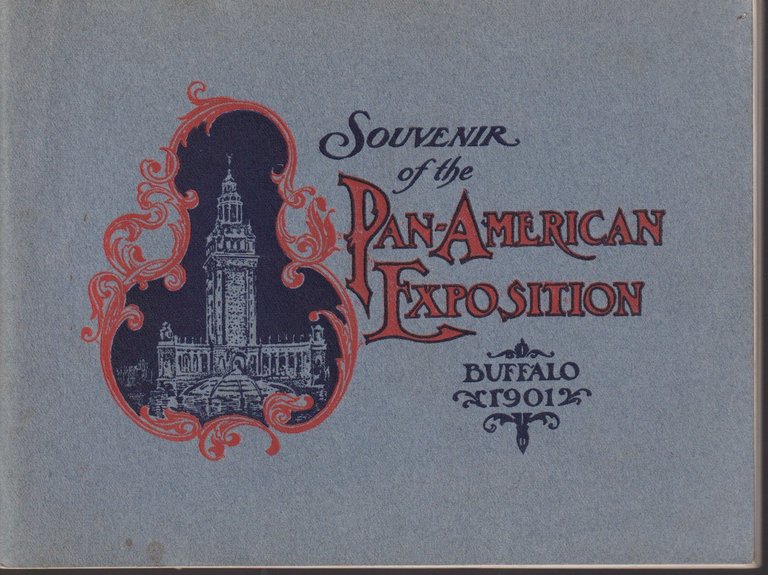 SOUVENIR
of the
PAN-AMERICAN
EXPOSITION
BUFFALO
1901